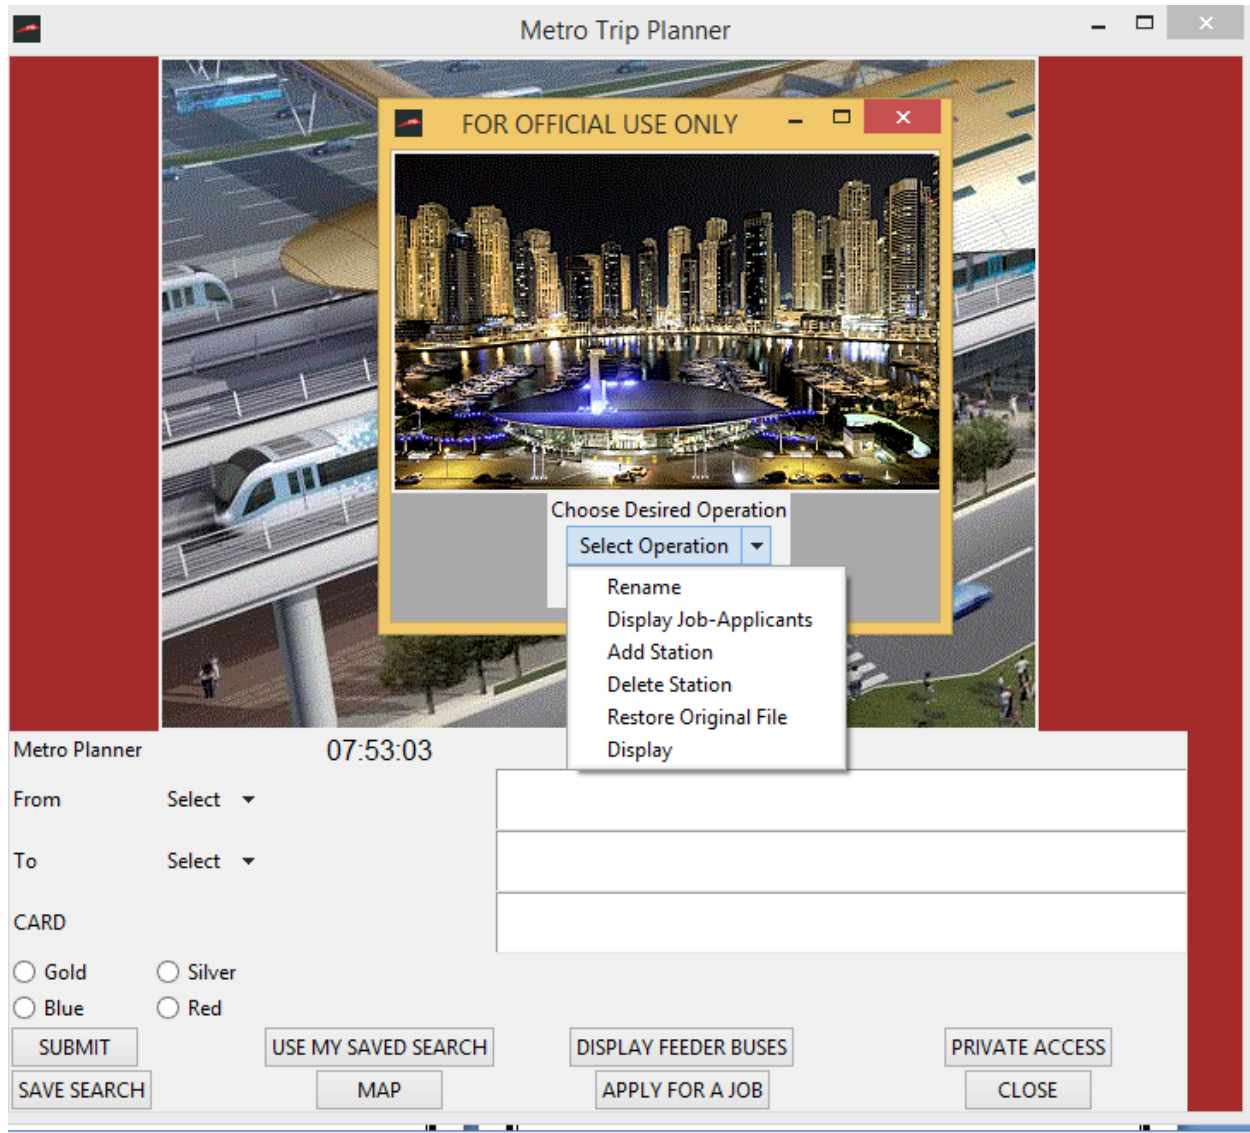 Metro Trip Planner
FOR OFFICIAL USE ONLY
Choose Desired Operation
Select Operation
Rename
Display Job-Applicants
Add Station
Delete Station
Restore Original File
Display
Metro Planner 07:53:03
From Select
To Select
CARD
Gold Silver
Blue Red
SUBMIT USE MY SAVED SEARCH DISPLAY FEEDER BUSES PRIVATE ACCESS
SAVE SEARCH MAP APPLY FOR A JOB CLOSE